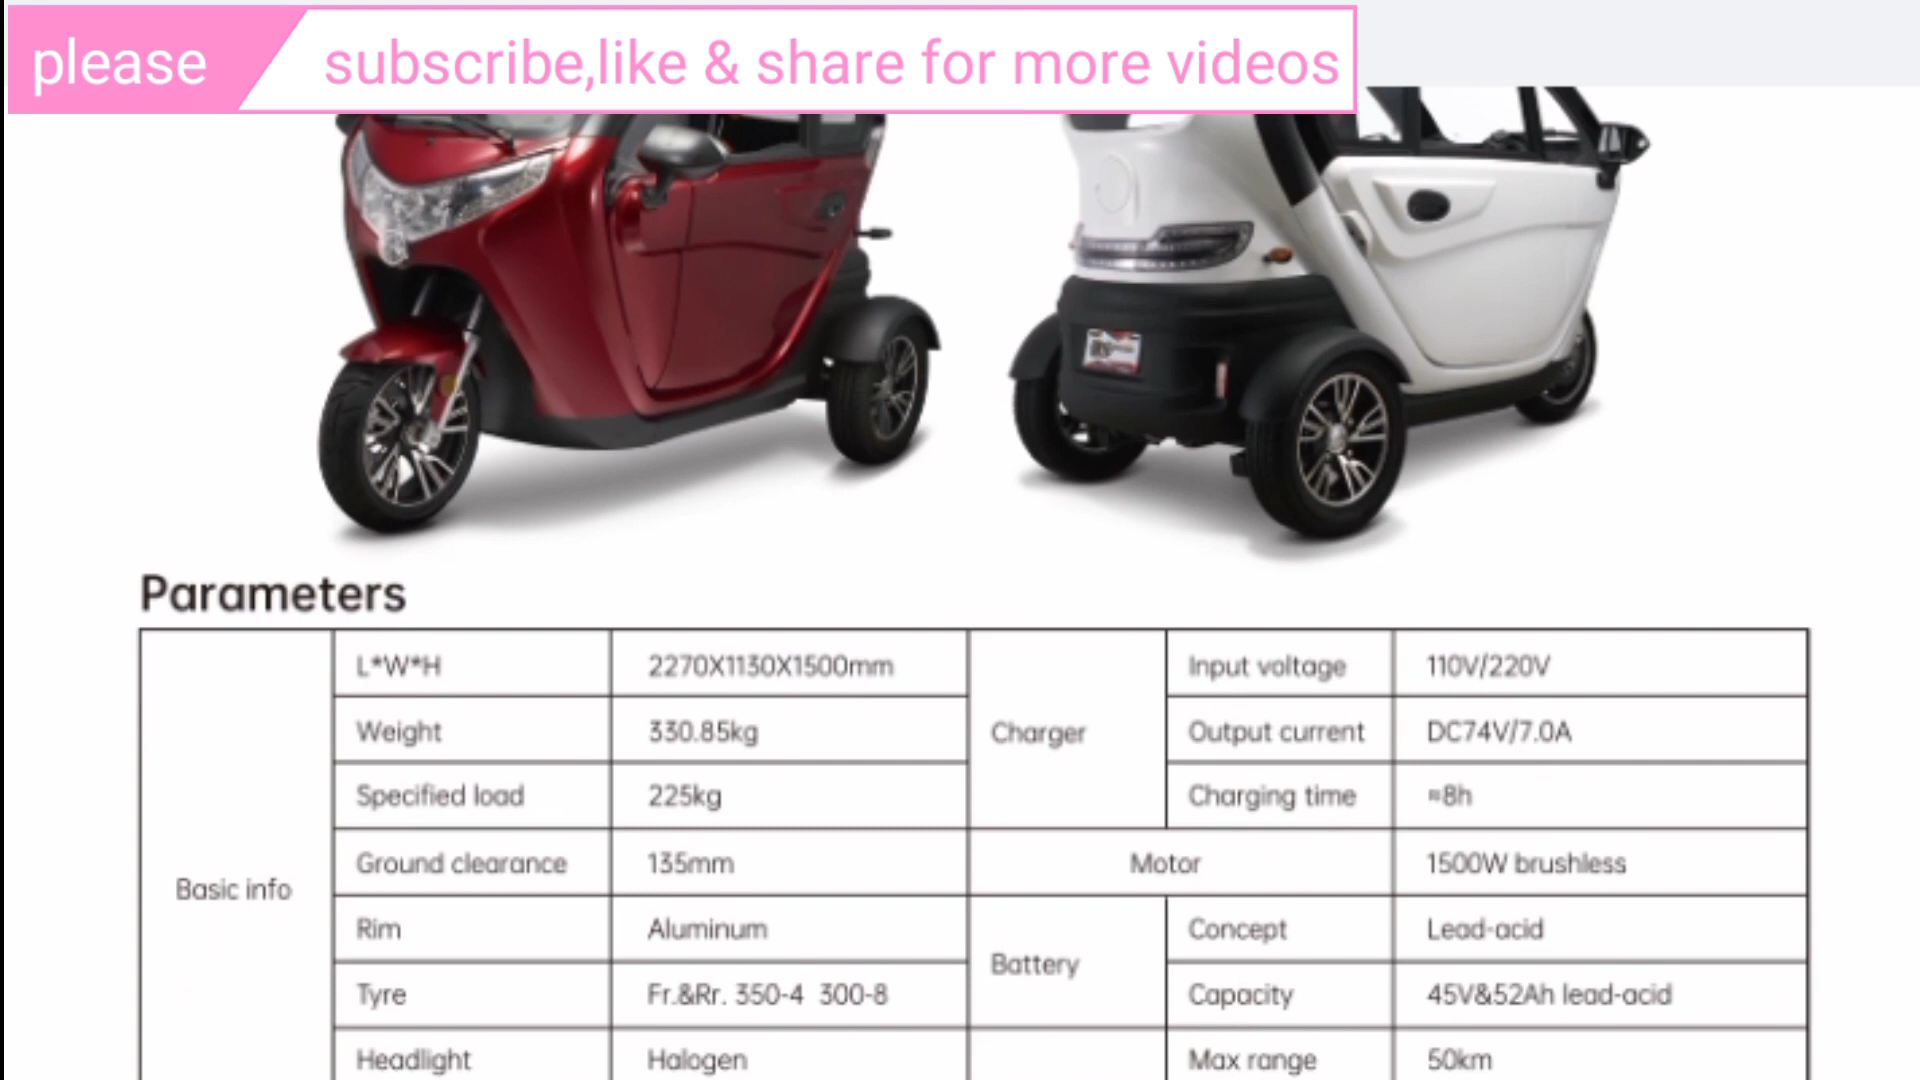 please subscribe,like & share for more videos
Parameters
Basic info
L*W*H 2270X1130X1500mm
Weight 330.85kg
Specified load 225kg
Ground clearance 135mm
Rim Aluminum
Tyre Fr.&Rr. 350-4 300-8
Headlight Halogen
Charger
Input voltage 110V/220V
Output current DC74V/7.0A
Charging time ≈8h
Motor 1500W brushless
Battery
Concept Lead-acid
Capacity 45V&52Ah lead-acid
Max range 50km